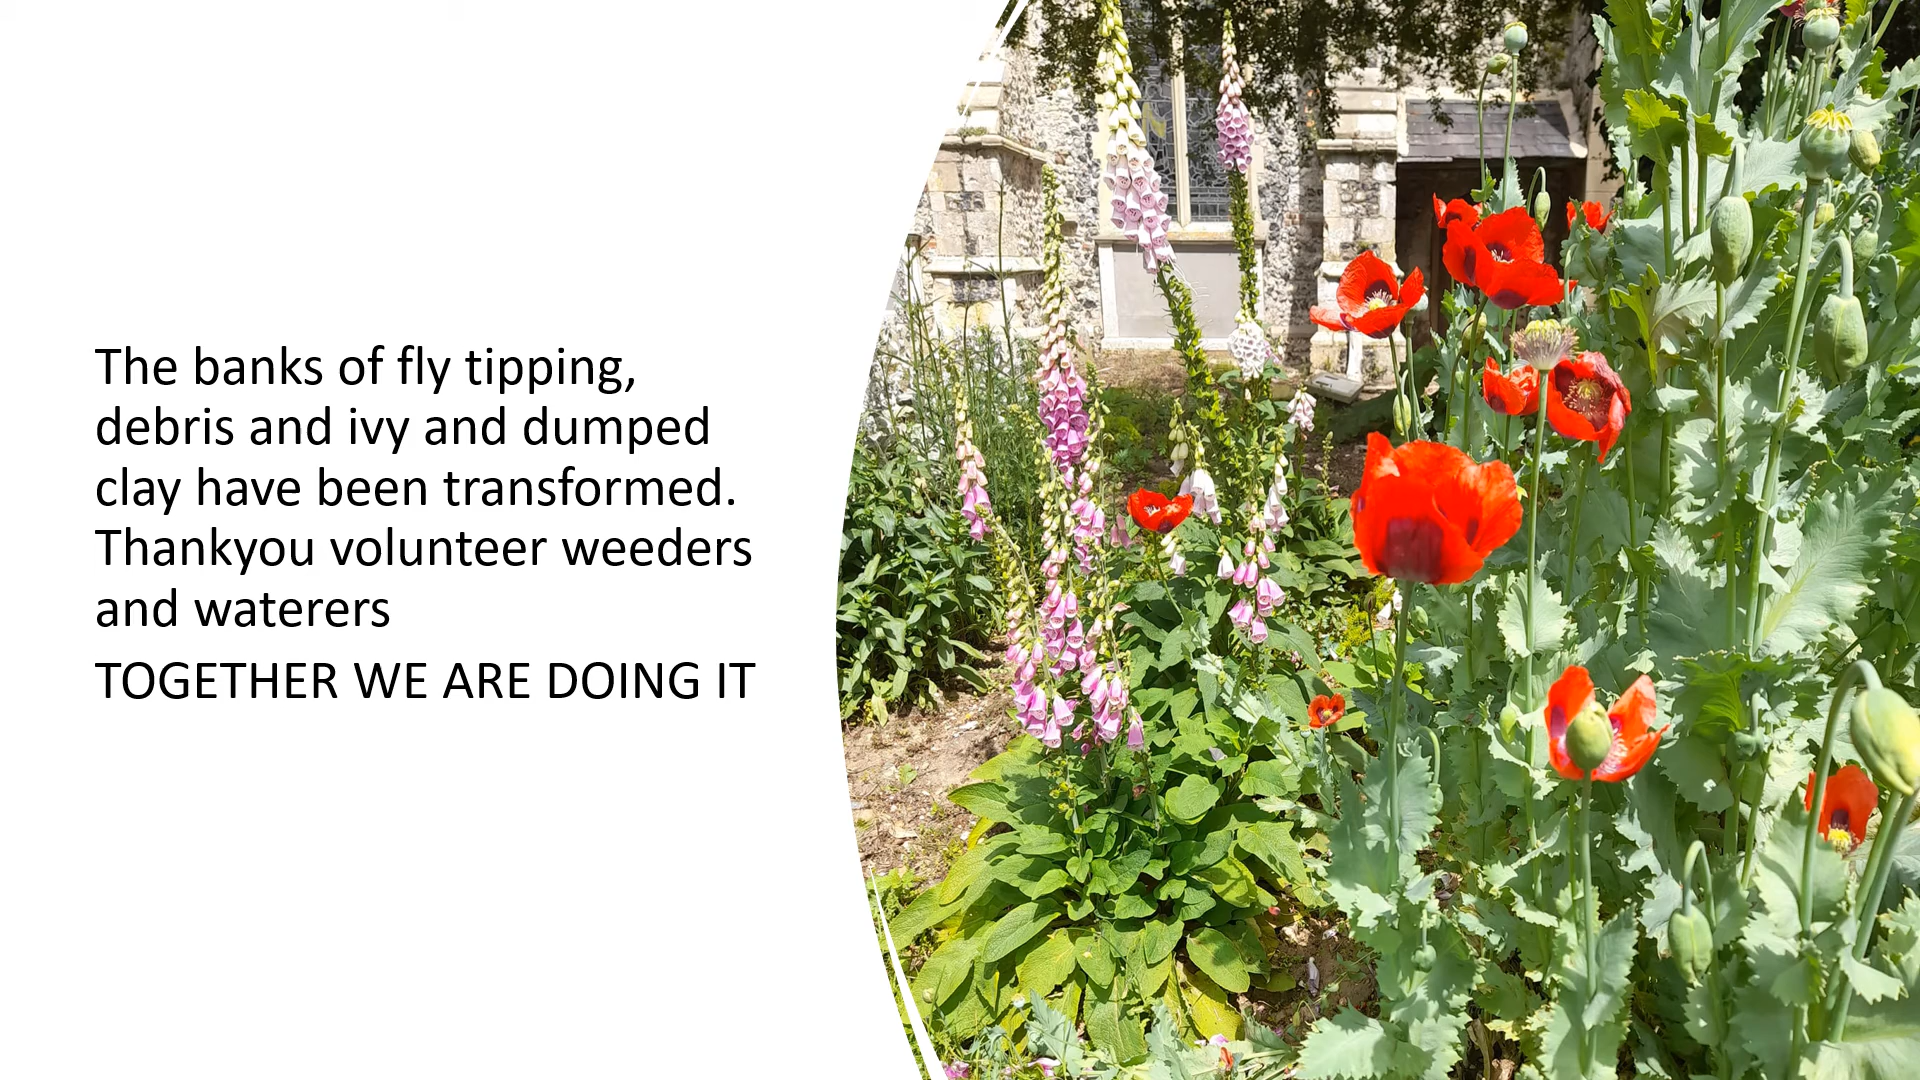 The banks of fly tipping,
debris and ivy and dumped
clay have been transformed.
Thankyou volunteer weeders
and waterers
TOGETHER WE ARE DOING IT